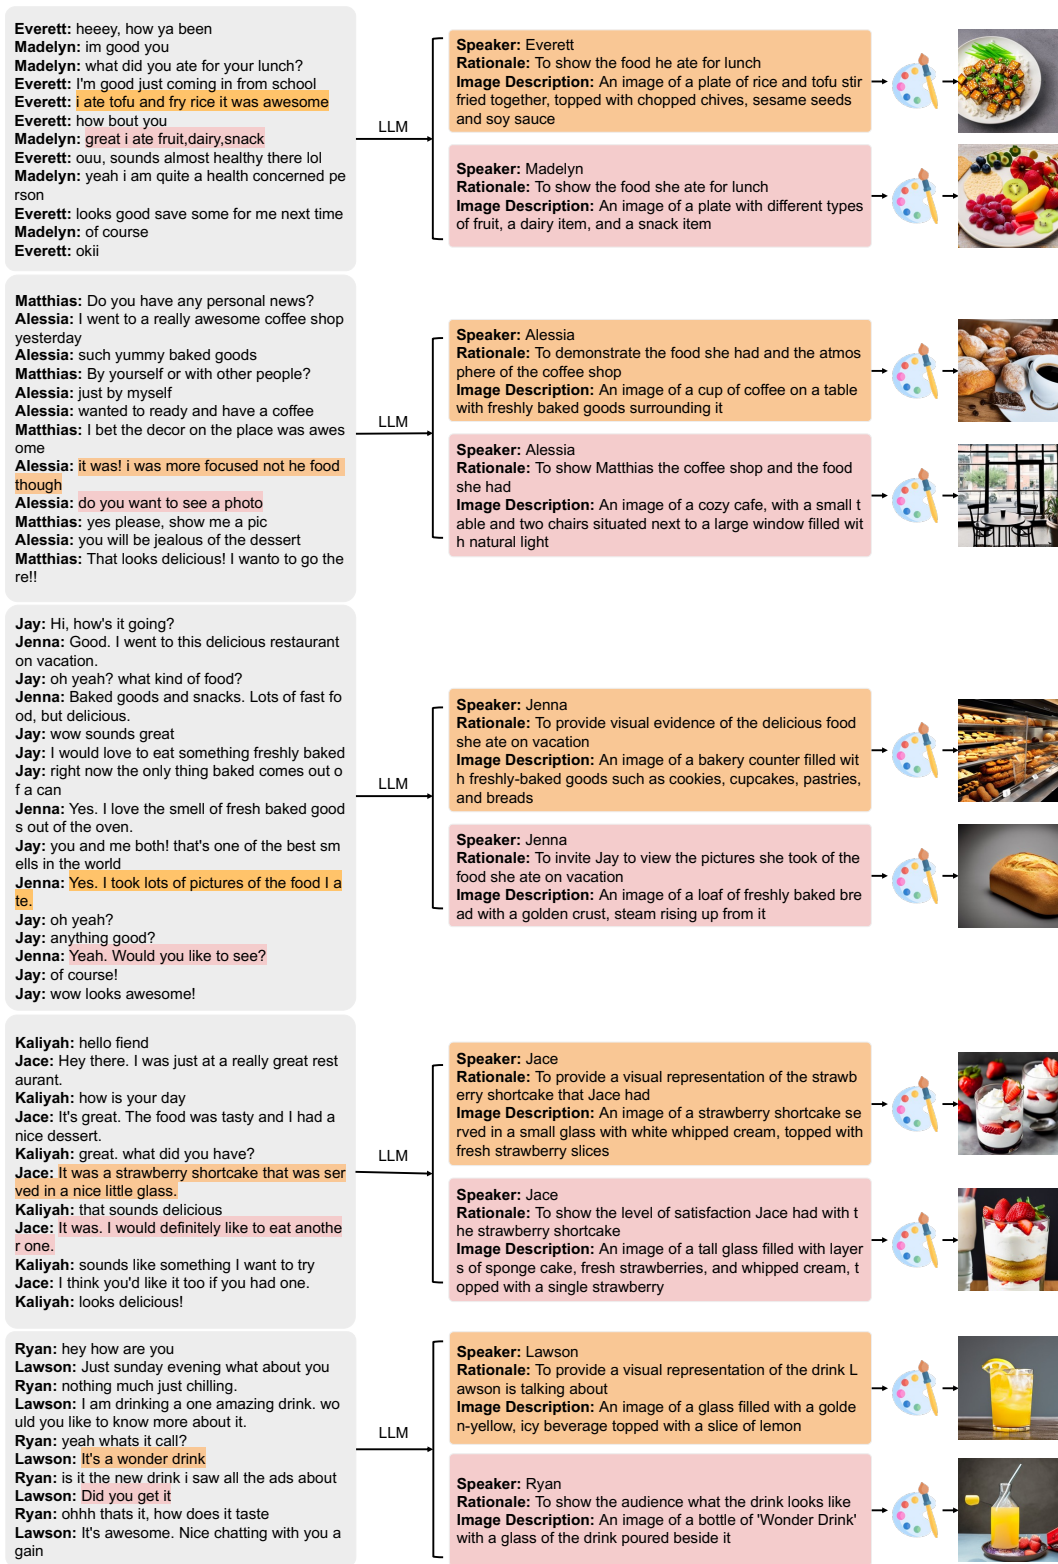 Everett: heeey, how ya been
Madelyn: im good you
Madelyn: what did you ate for your lunch?
Everett: I'm good just coming in from school
Everett: i ate tofu and fry rice it was awesome
Everett: how bout you
Madelyn: great i ate fruit,dairy,snack
Everett: ouu, sounds almost healthy there lol
Madelyn: yeah i am quite a health concerned pe
rson
Everett: looks good save some for me next time
Madelyn: of course
Everett: okii
LLM
Speaker: Everett
Rationale: To show the food he ate for lunch
Image Description: An image of a plate of rice and tofu stir
fried together, topped with chopped chives, sesame seeds
and soy sauce
Speaker: Madelyn
Rationale: To show the food she ate for lunch
Image Description: An image of a plate with different types
of fruit, a dairy item, and a snack item
Matthias: Do you have any personal news?
Alessia: I went to a really awesome coffee shop
yesterday
Alessia: such yummy baked goods
Matthias: By yourself or with other people?
Alessia: just by myself
Alessia: wanted to ready and have a coffee
Matthias: I bet the decor on the place was awes
ome
Alessia: it was! i was more focused not he food
though
Alessia: do you want to see a photo
Matthias: yes please, show me a pic
Alessia: you will be jealous of the dessert
Matthias: That looks delicious! I wanto to go the
re!!
LLM
Speaker: Alessia
Rationale: To demonstrate the food she had and the atmos
phere of the coffee shop
Image Description: An image of a cup of coffee on a table
with freshly baked goods surrounding it
Speaker: Alessia
Rationale: To show Matthias the coffee shop and the food
she had
Image Description: An image of a cozy cafe, with a small t
able and two chairs situated next to a large window filled wit
h natural light
Jay: Hi, how's it going?
Jenna: Good. I went to this delicious restaurant
on vacation.
Jay: oh yeah? what kind of food?
Jenna: Baked goods and snacks. Lots of fast fo
od, but delicious.
Jay: wow sounds great
Jay: I would love to eat something freshly baked
Jay: right now the only thing baked comes out o
f a can
Jenna: Yes. I love the smell of fresh baked good
s out of the oven.
Jay: you and me both! that's one of the best sm
ells in the world
Jenna: Yes. I took lots of pictures of the food I a
te.
Jay: oh yeah?
Jay: anything good?
Jenna: Yeah. Would you like to see?
Jay: of course!
Jay: wow looks awesome!
LLM
Speaker: Jenna
Rationale: To provide visual evidence of the delicious food
she ate on vacation
Image Description: An image of a bakery counter filled wit
h freshly-baked goods such as cookies, cupcakes, pastries,
and breads
Speaker: Jenna
Rationale: To invite Jay to view the pictures she took of the
food she ate on vacation
Image Description: An image of a loaf of freshly baked bre
ad with a golden crust, steam rising up from it
Kaliyah: hello fiend
Jace: Hey there. I was just at a really great rest
aurant.
Kaliyah: how is your day
Jace: It's great. The food was tasty and I had a
nice dessert.
Kaliyah: great. what did you have?
Jace: It was a strawberry shortcake that was ser
ved in a nice little glass.
Kaliyah: that sounds delicious
Jace: It was. I would definitely like to eat anothe
r one.
Kaliyah: sounds like something I want to try
Jace: I think you'd like it too if you had one.
Kaliyah: looks delicious!
LLM
Speaker: Jace
Rationale: To provide a visual representation of the strawb
erry shortcake that Jace had
Image Description: An image of a strawberry shortcake se
rved in a small glass with white whipped cream, topped with
fresh strawberry slices
Speaker: Jace
Rationale: To show the level of satisfaction Jace had with t
he strawberry shortcake
Image Description: An image of a tall glass filled with layer
s of sponge cake, fresh strawberries, and whipped cream, t
opped with a single strawberry
Ryan: hey how are you
Lawson: Just sunday evening what about you
Ryan: nothing much just chilling.
Lawson: I am drinking a one amazing drink. wo
uld you like to know more about it.
Ryan: yeah whats it call?
Lawson: It's a wonder drink
Ryan: is it the new drink i saw all the ads about
Lawson: Did you get it
Ryan: ohhh thats it, how does it taste
Lawson: It's awesome. Nice chatting with you a
gain
LLM
Speaker: Lawson
Rationale: To provide a visual representation of the drink L
awson is talking about
Image Description: An image of a glass filled with a golde
n-yellow, icy beverage topped with a slice of lemon
Speaker: Ryan
Rationale: To show the audience what the drink looks like
Image Description: An image of a bottle of 'Wonder Drink'
with a glass of the drink poured beside it